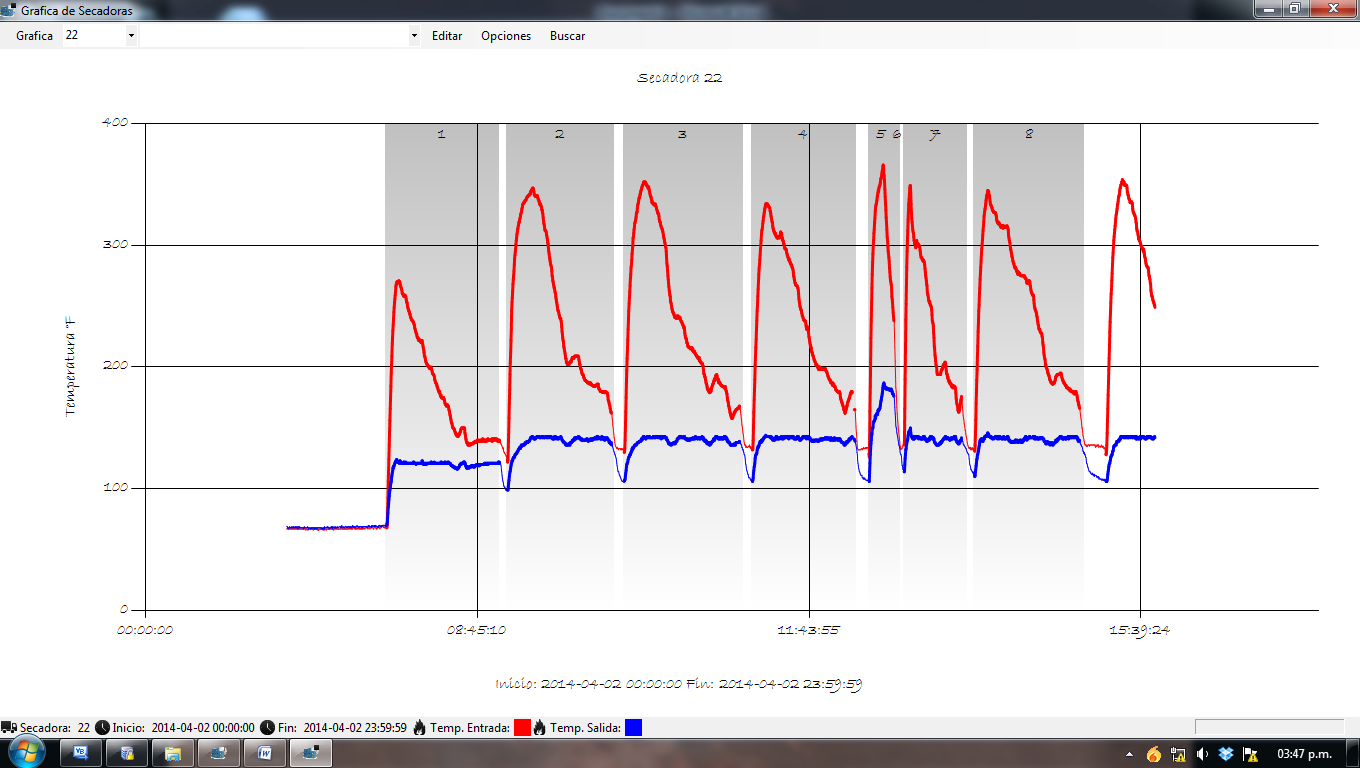 Grafica de Secadoras
Grafica 22 Editar Opciones Buscar
Secadora 22
400 1 2 3 4 5 6 7 8
300
200
100
0
Temperatura °F
00:00:00 08:45:10 11:43:55 15:39:24
Inicio: 2014-04-02 00:00:00 Fin: 2014-04-02 23:59:59
Secadora: 22 Inicio: 2014-04-02 00:00:00 Fin: 2014-04-02 23:59:59 Temp. Entrada: Temp. Salida:
03:47 p.m.